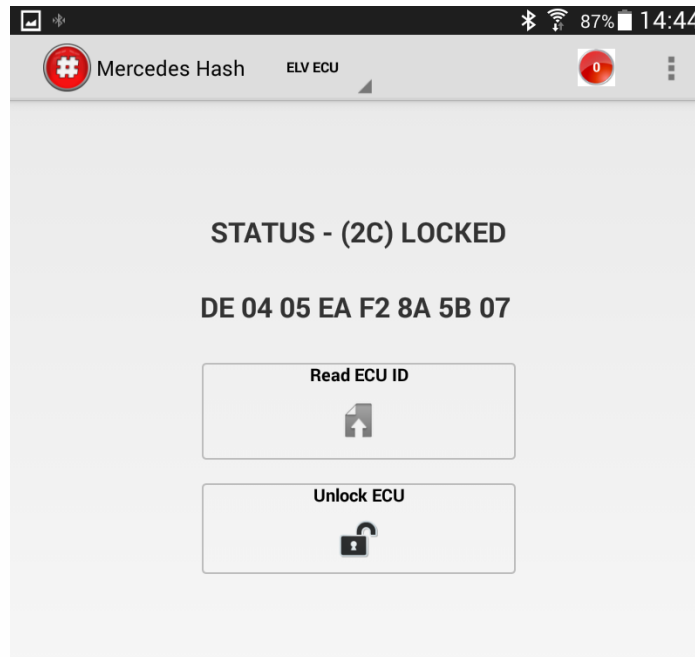 87% 14:44
# Mercedes Hash ELV ECU 0
STATUS - (2C) LOCKED
DE 04 05 EA F2 8A 5B 07
Read ECU ID
Unlock ECU